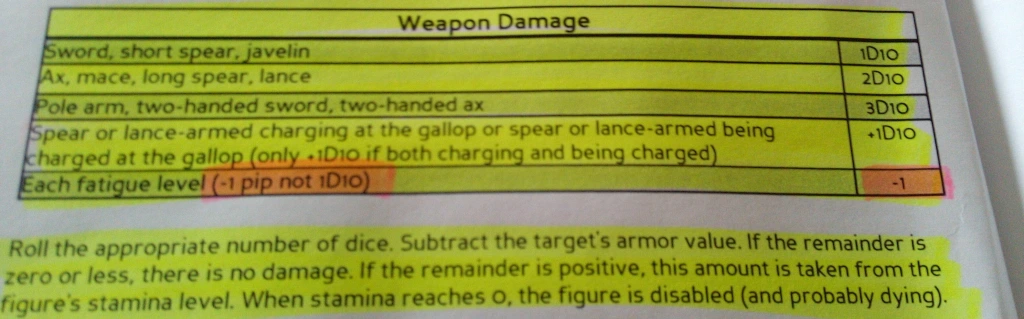 Weapon Damage
Sword, short spear, javelin 1D10
Ax, mace, long spear, lance 2D10
Pole arm, two-handed sword, two-handed ax 3D10
Spear or lance-armed charging at the gallop or spear or lance-armed being +1D10
charged at the gallop (only +1D10 if both charging and being charged)
Each fatigue level (-1 pip not 1D10) -1
Roll the appropriate number of dice. Subtract the target's armor value. If the remainder is
zero or less, there is no damage. If the remainder is positive, this amount is taken from the
figure's stamina level. When stamina reaches 0, the figure is disabled (and probably dying).